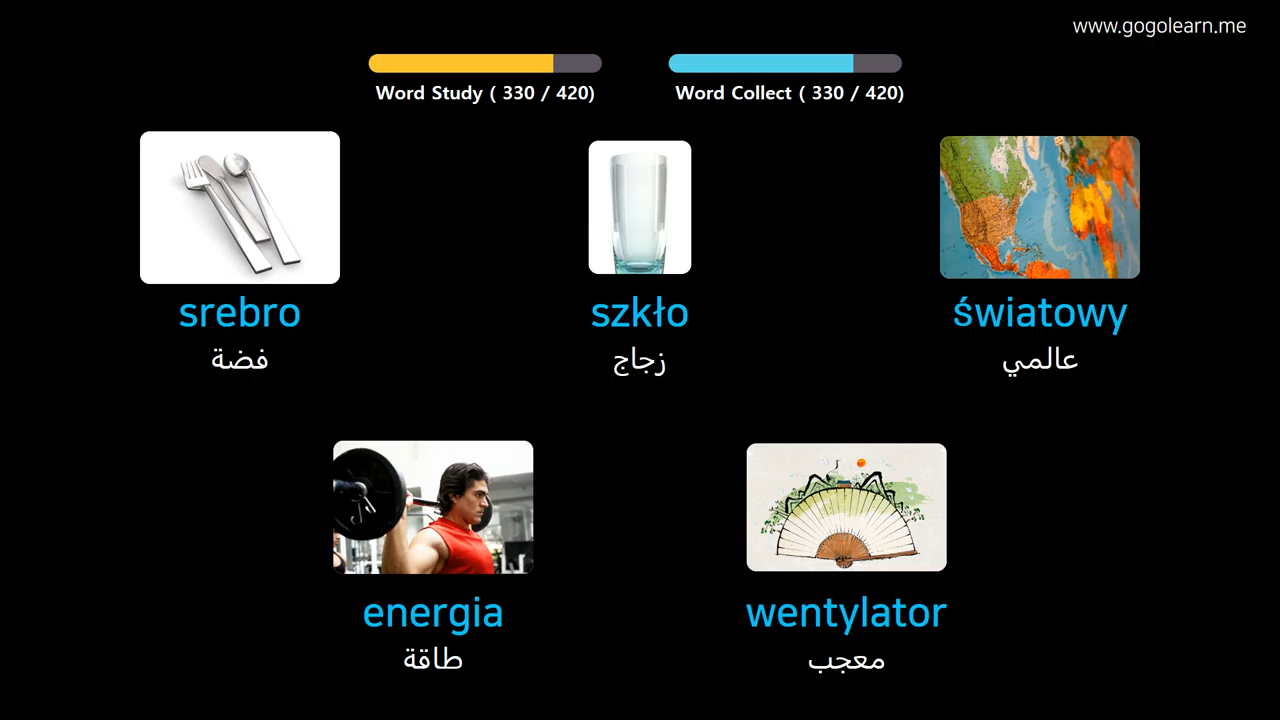 www.gogolearn.me
Word Study ( 330 / 420)
Word Collect ( 330 / 420)
srebro
فضة
szkło
زجاج
światowy
عالمي
energia
طاقة
wentylator
معجب